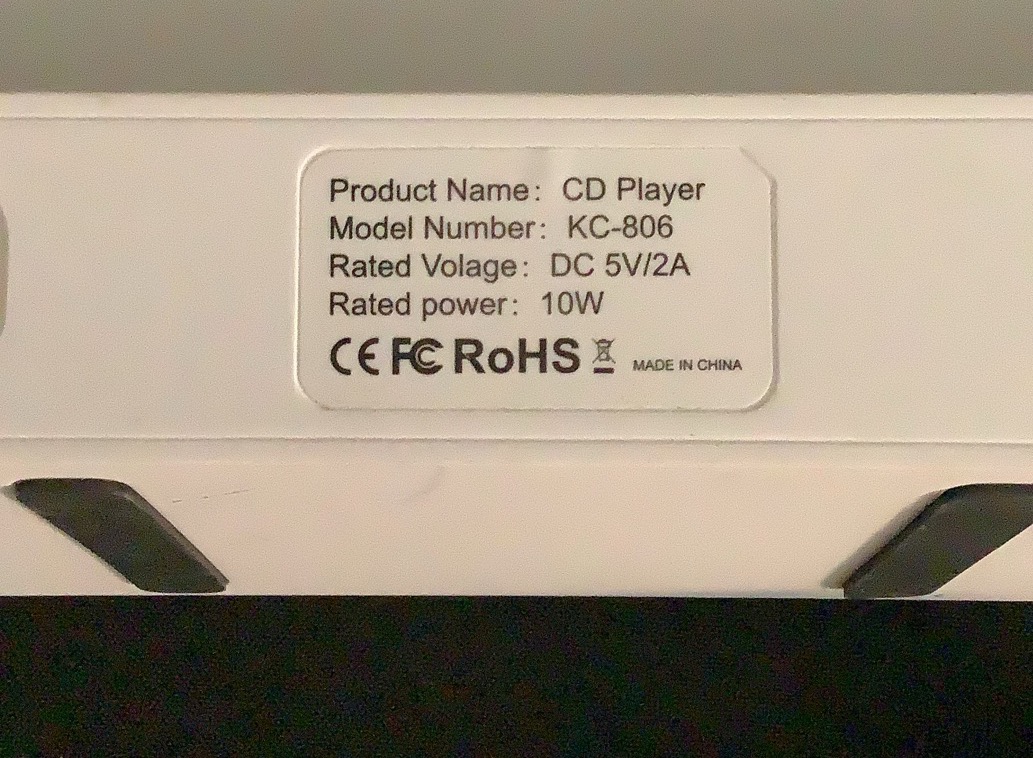 Product Name: CD Player
Model Number: KC-806
Rated Volage: DC 5V/2A
Rated power: 10W
CE FC RoHS MADE IN CHINA